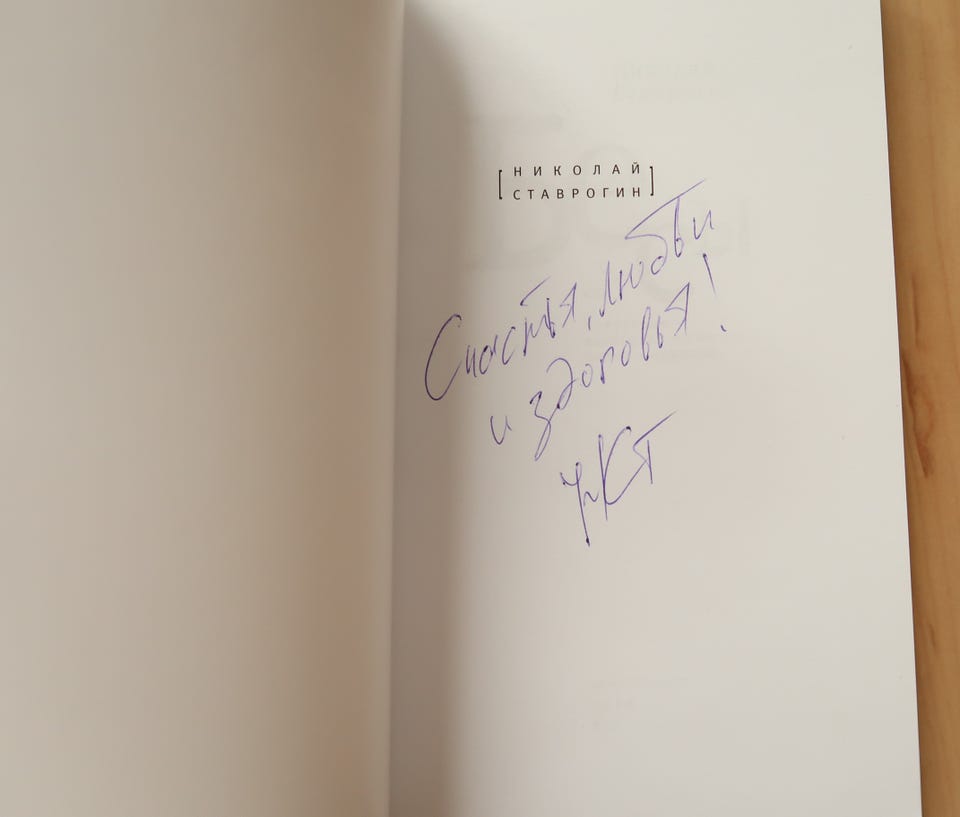 [НИКОЛАЙ
СТАВРОГИН]
Счастья, любви
и здоровья!